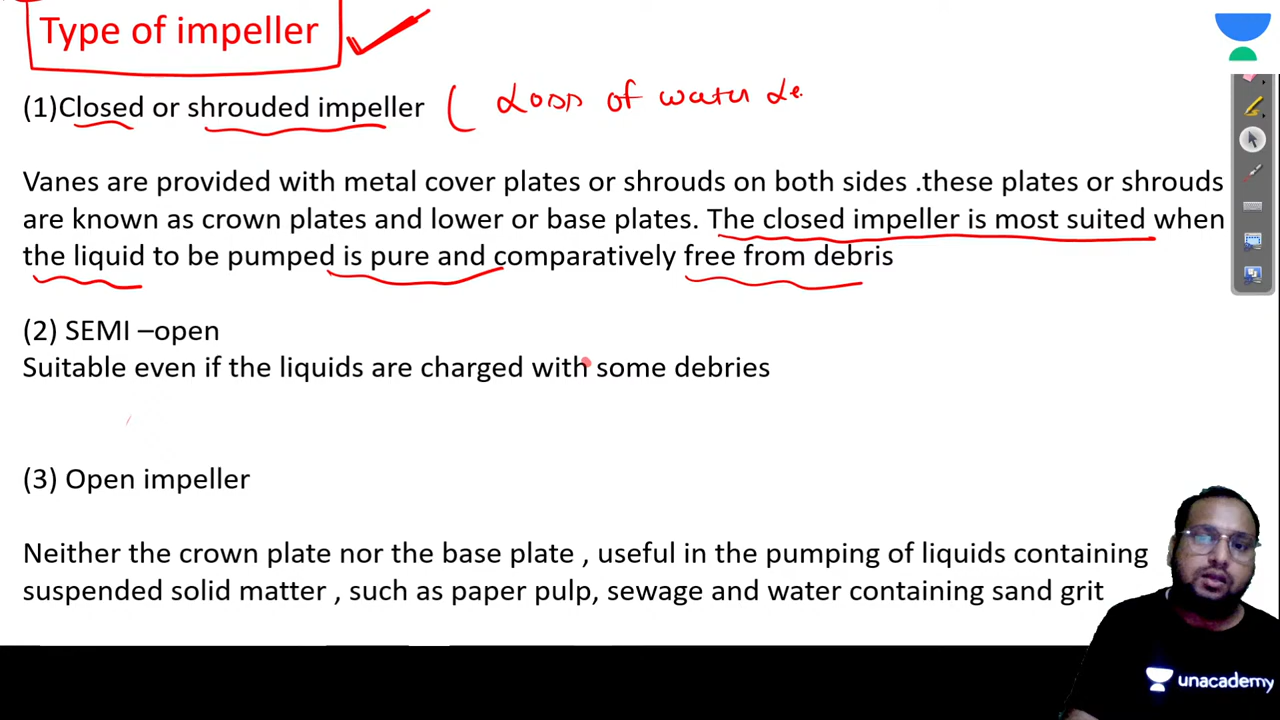 Type of impeller
(1)Closed or shrouded impeller ( Loss of water
Vanes are provided with metal cover plates or shrouds on both sides .these plates or shrouds
are known as crown plates and lower or base plates. The closed impeller is most suited when
the liquid to be pumped is pure and comparatively free from debris
(2) SEMI –open
Suitable even if the liquids are charged with some debries
(3) Open impeller
Neither the crown plate nor the base plate , useful in the pumping of liquids containing
suspended solid matter , such as paper pulp, sewage and water containing sand grit
unacademy